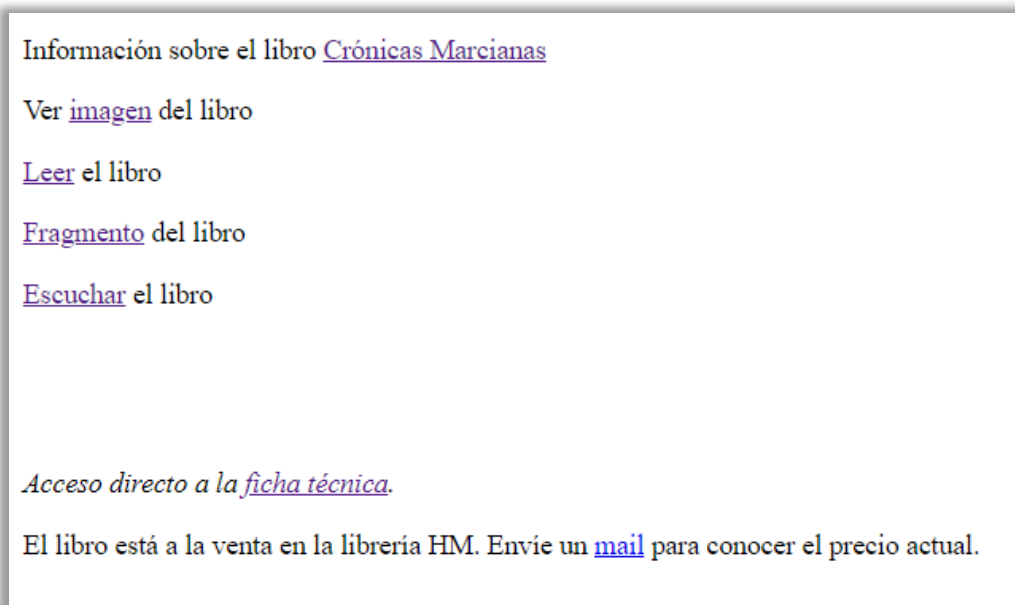 Información sobre el libro Crónicas Marcianas
Ver imagen del libro
Leer el libro
Fragmento del libro
Escuchar el libro
Acceso directo a la ficha técnica.
El libro está a la venta en la librería HM. Envíe un mail para conocer el precio actual.